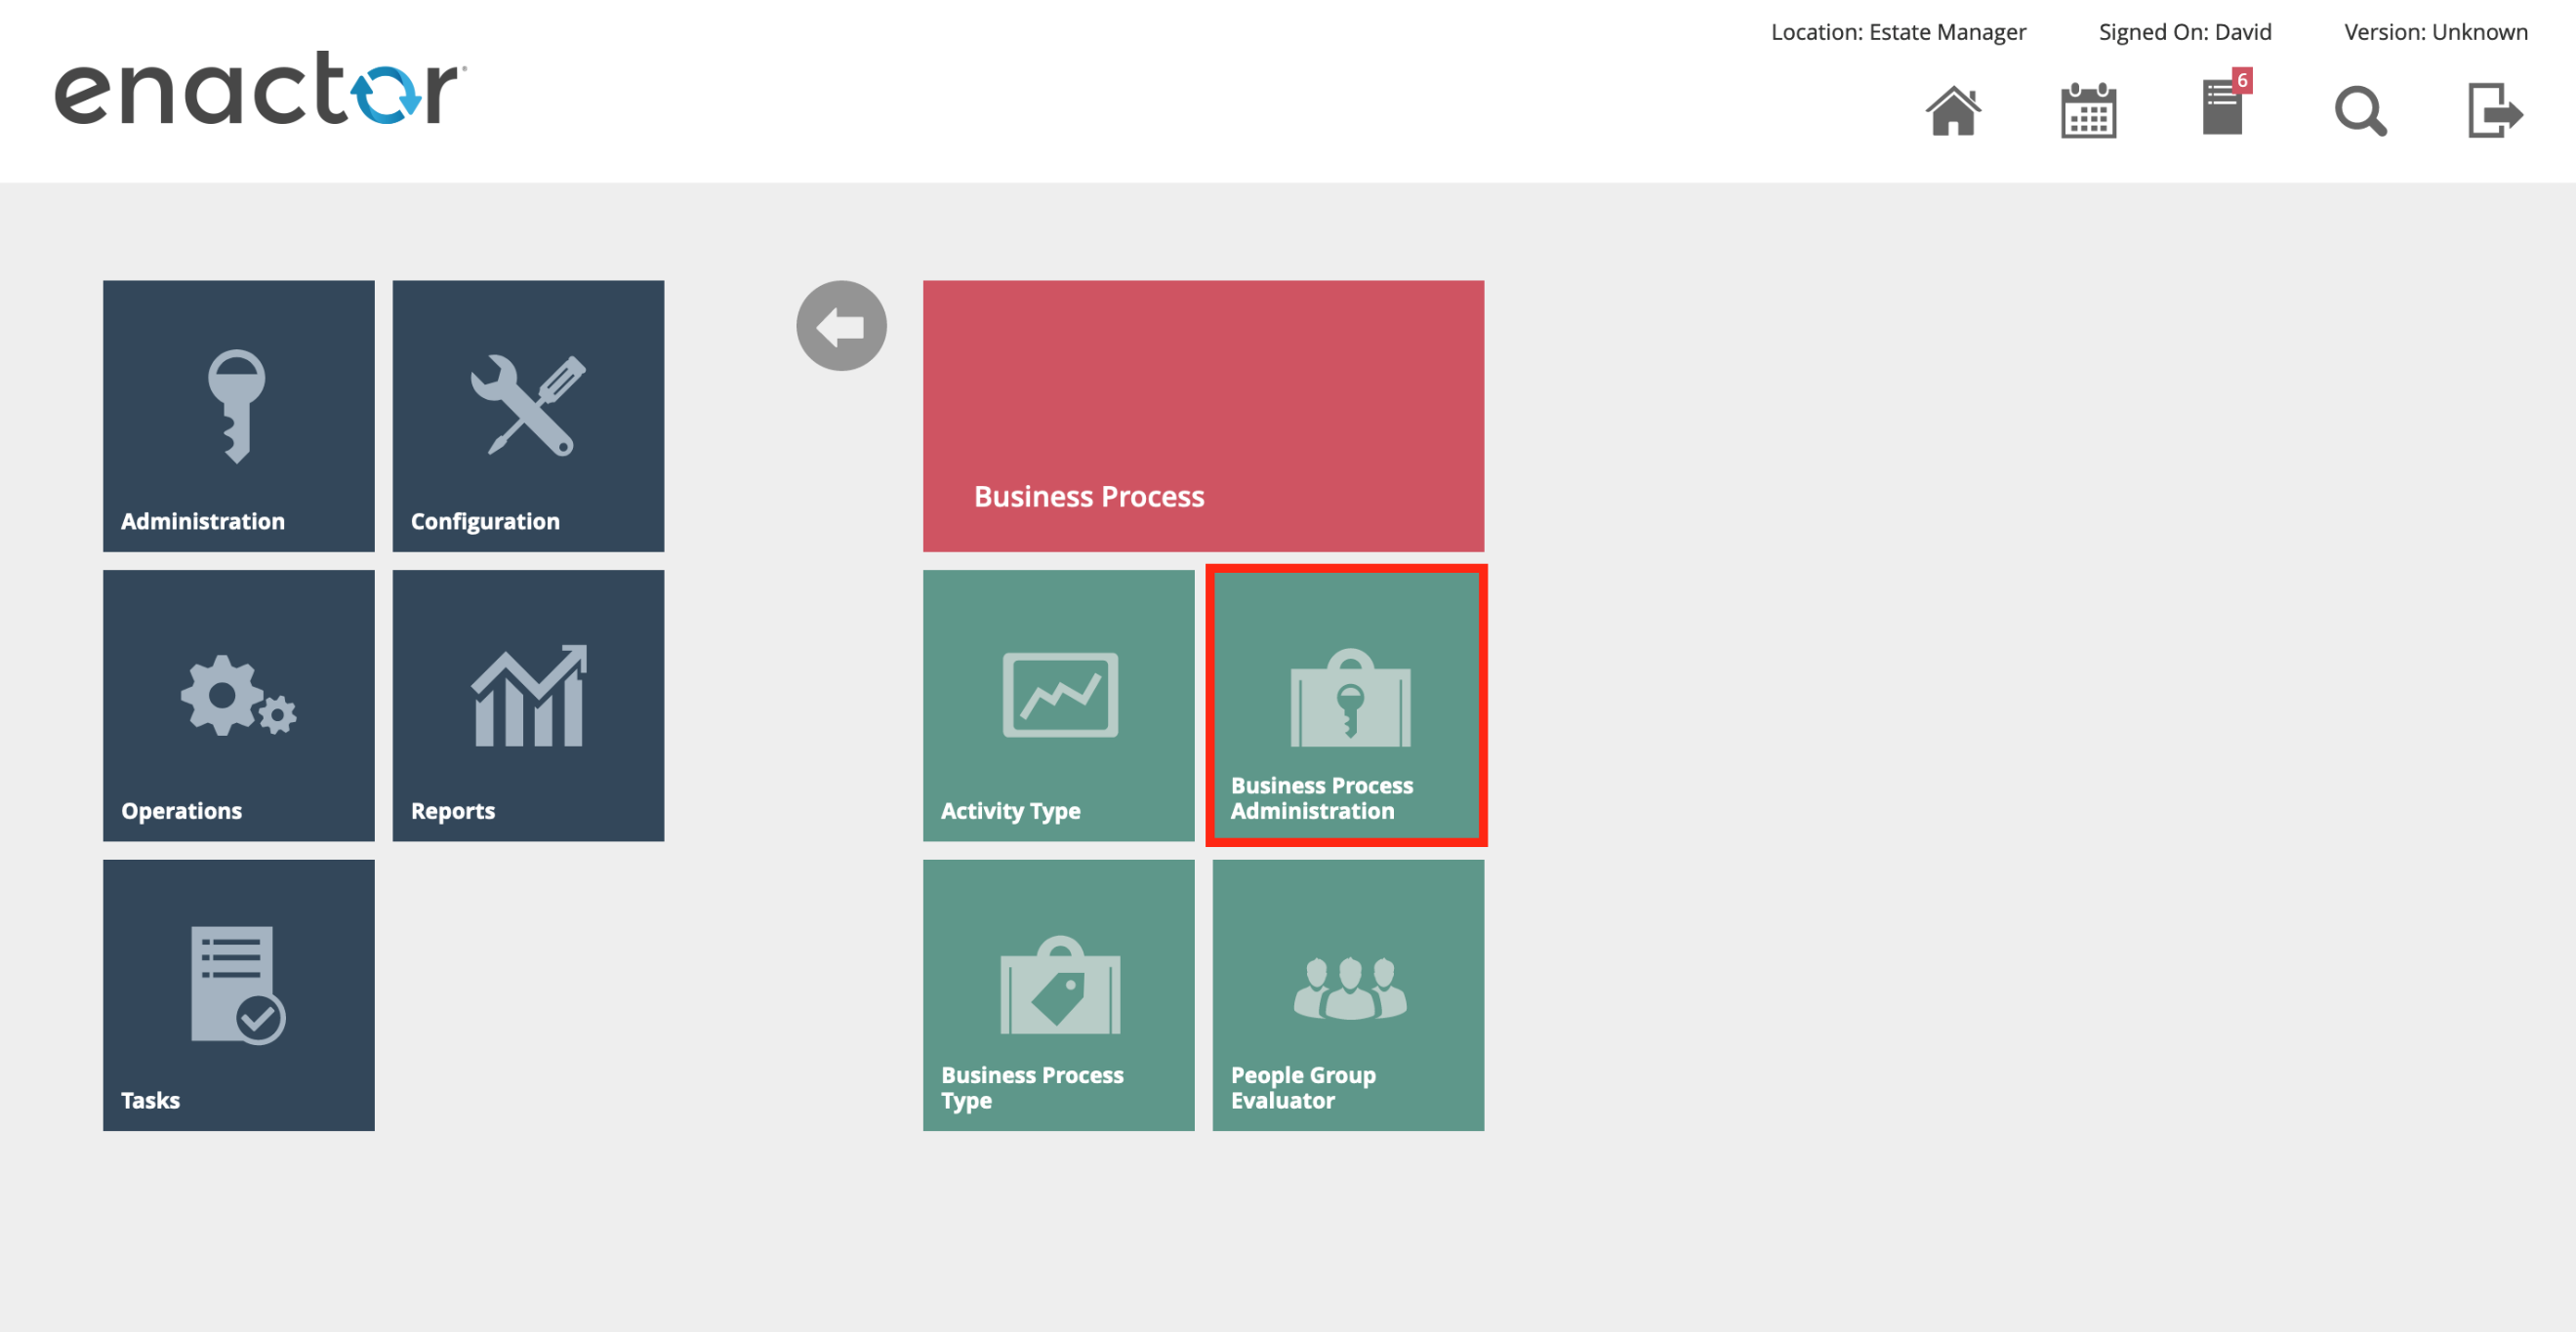 Location: Estate Manager Signed On: David Version: Unknown
enactor
6
Administration
Configuration
Business Process
Operations
Reports
Activity Type
Business Process
Administration
Tasks
Business Process
Type
People Group
Evaluator